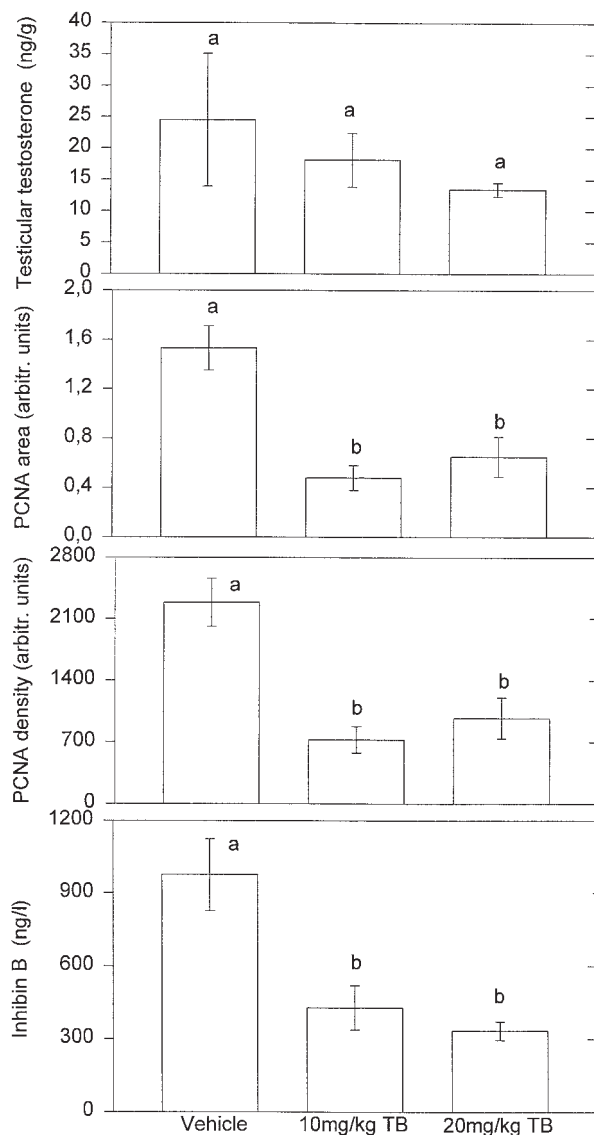 Testicular testosterone (ng/g)
40
35
30
25
20
15
10
5
0
a
a
a
PCNA area (arbitr. units)
2,0
1,6
1,2
0,8
0,4
0,0
a
b
b
PCNA density (arbitr. units)
2800
2100
1400
700
0
a
b
b
Inhibin B (ng/l)
1200
900
600
300
0
a
b
b
Vehicle 10mg/kg TB 20mg/kg TB